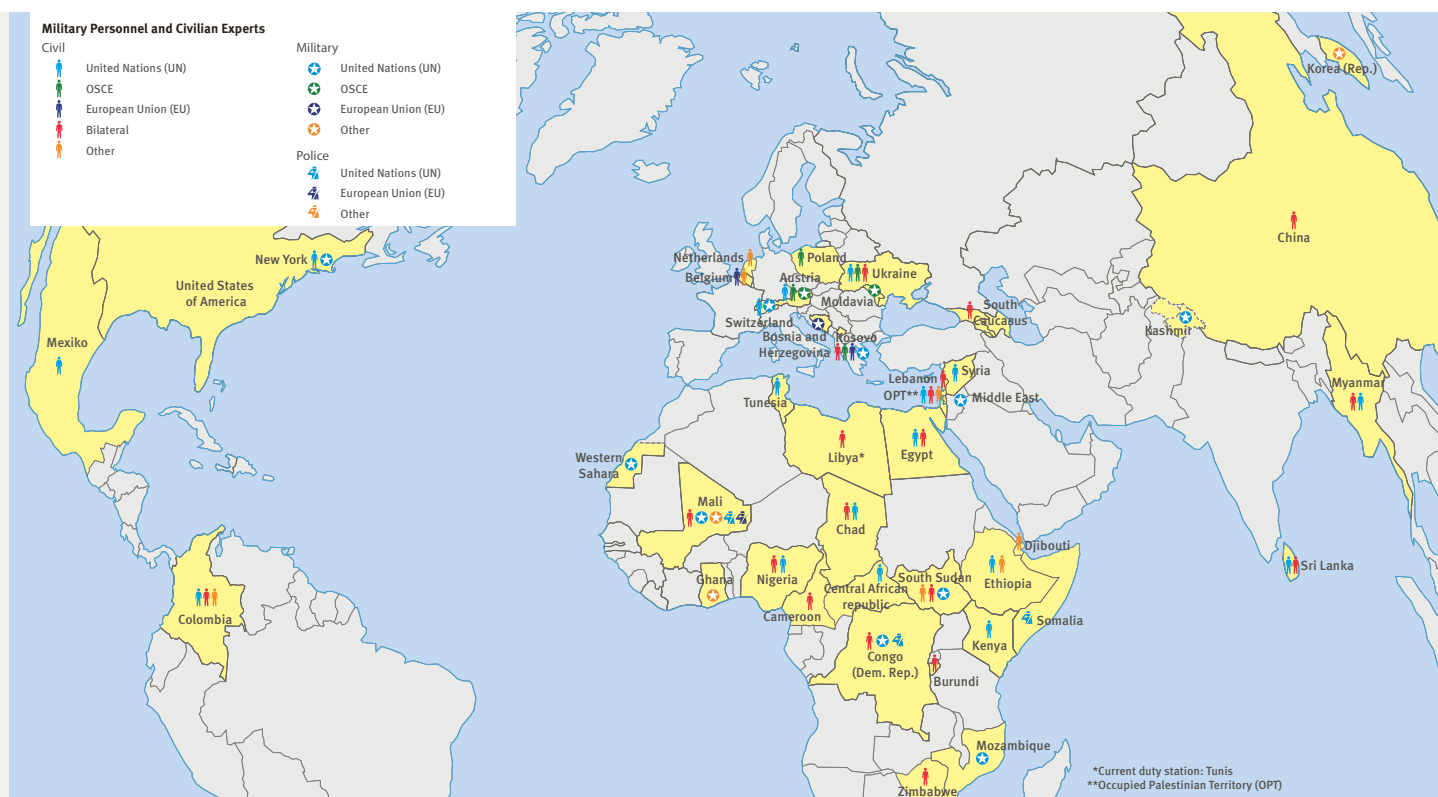 Military Personnel and Civilian Experts
Civil
United Nations (UN)
OSCE
European Union (EU)
Bilateral
Other
Military
United Nations (UN)
OSCE
European Union (EU)
Other
Police
United Nations (UN)
European Union (EU)
Other
Korea (Rep.)
China
New York
United States
of America
Mexiko
Netherlands
Poland
Belgium
Austria
Ukraine
Moldavia
Switzerland
South
Caucasus
Bosnia and
Herzegovina
Kosovo
Kashmir
Lebanon
Syria
OPT**
Middle East
Myanmar
Tunesia
Western
Sahara
Libya*
Egypt
Mali
Chad
Djibouti
Ghana
Nigeria
South Sudan
Ethiopia
Sri Lanka
Central African
republic
Cameroon
Colombia
Somalia
Kenya
Congo
(Dem. Rep.)
Burundi
Mozambique
Zimbabwe
*Current duty station: Tunis
**Occupied Palestinian Territory (OPT)